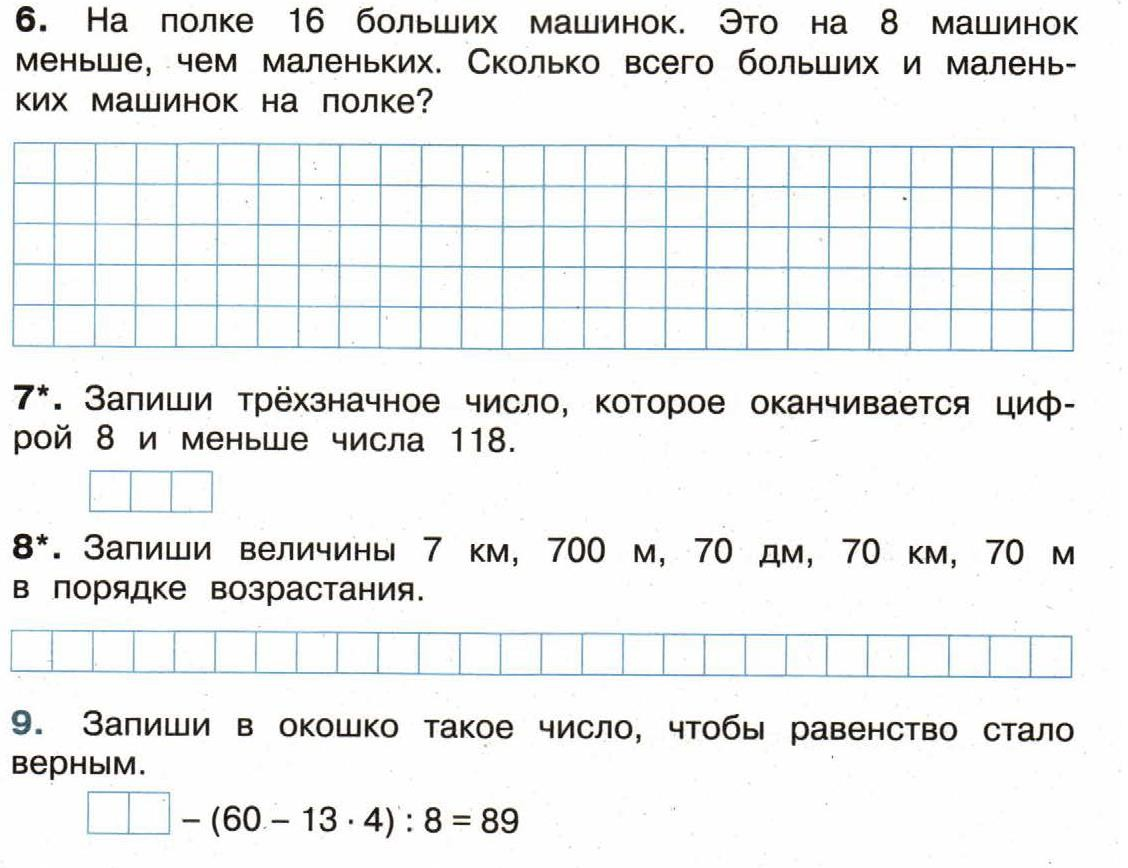 6. На полке 16 больших машинок. Это на 8 машинок
меньше, чем маленьких. Сколько всего больших и малень-
ких машинок на полке?
7*. Запиши трёхзначное число, которое оканчивается циф-
рой 8 и меньше числа 118.
8*. Запиши величины 7 км, 700 м, 70 дм, 70 км, 70 м
в порядке возрастания.
9. Запиши в окошко такое число, чтобы равенство стало
верным.
– (60 – 13 · 4) : 8 = 89